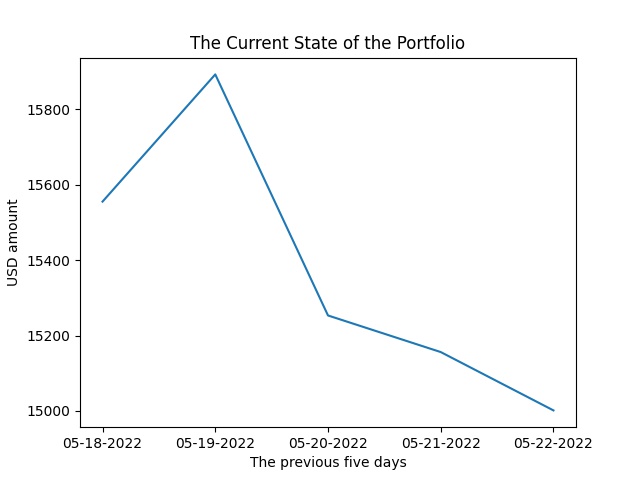 The Current State of the Portfolio
15800
15600
15400
15200
15000
USD amount
05-18-2022 05-19-2022 05-20-2022 05-21-2022 05-22-2022
The previous five days